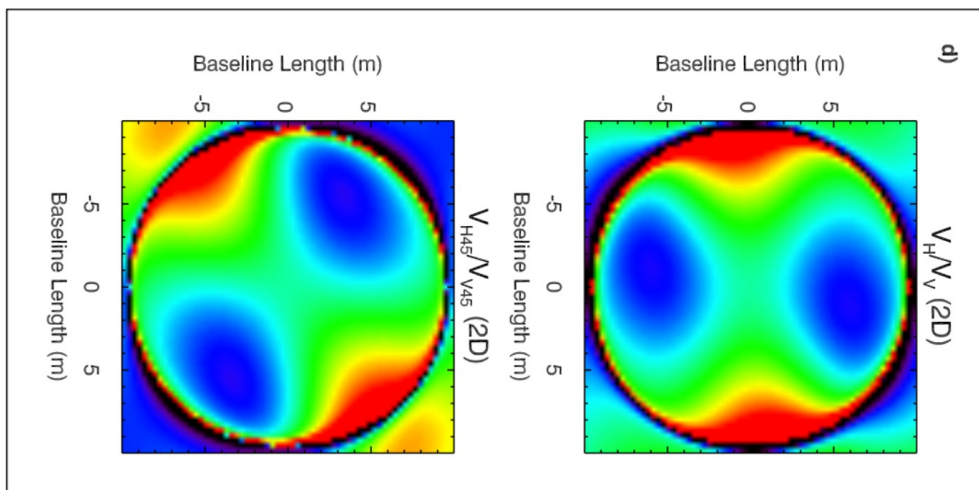 d)
V_H/V_V (2D)
Baseline Length (m)
5
0
-5
-5 0 5
Baseline Length (m)
V_H45/V_V45 (2D)
Baseline Length (m)
5
0
-5
-5 0 5
Baseline Length (m)